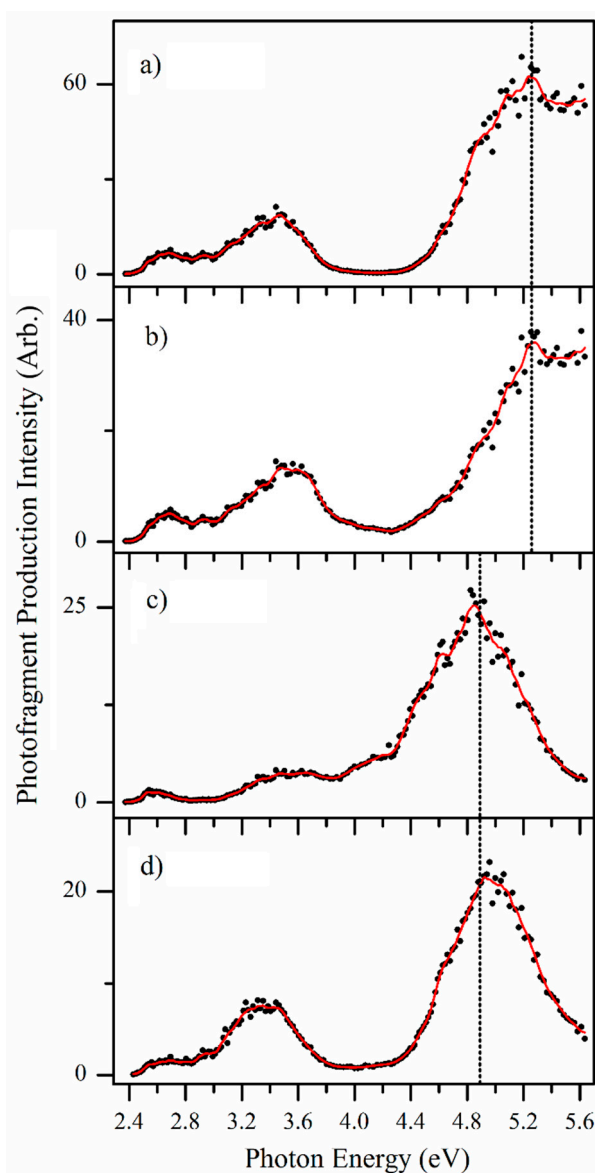 a)
60
0
b)
40
0
c)
25
0
d)
20
0
2.4 2.8 3.2 3.6 4.0 4.4 4.8 5.2 5.6
Photon Energy (eV)
Photofragment Production Intensity (Arb.)